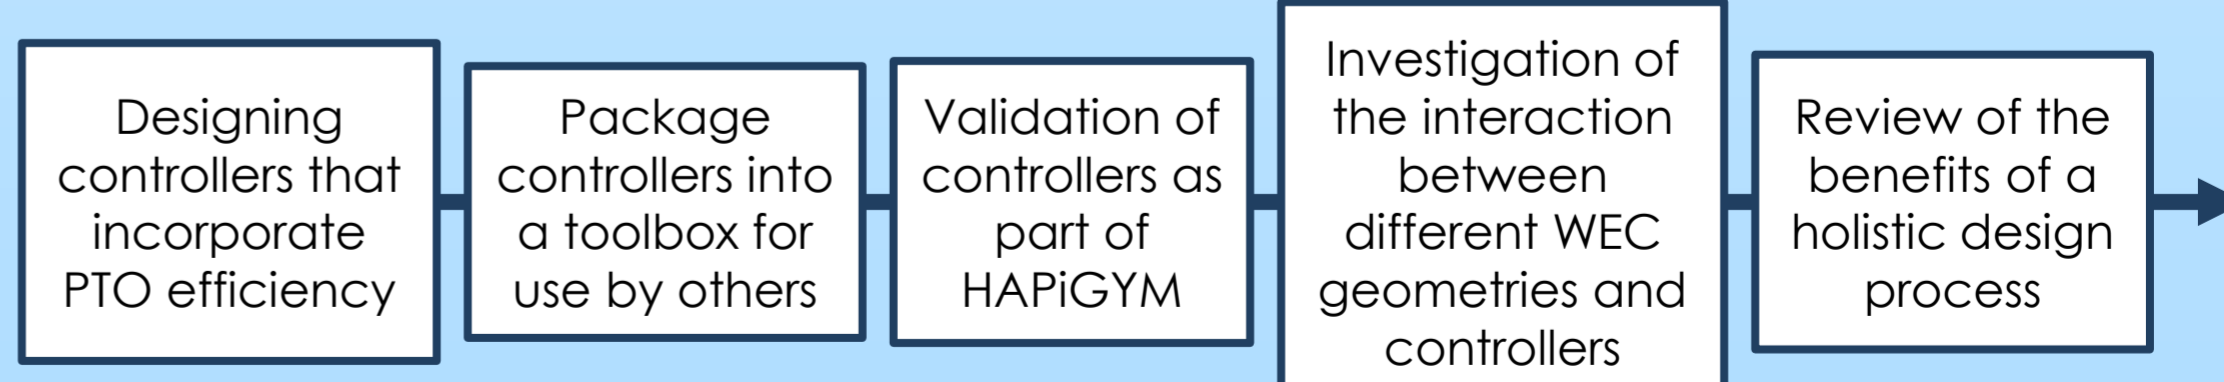 Designing
controllers that
incorporate
PTO efficiency
Package
controllers into
a toolbox for
use by others
Validation of
controllers as
part of
HAPiGYM
Investigation of
the interaction
between
different WEC
geometries and
controllers
Review of the
benefits of a
holistic design
process